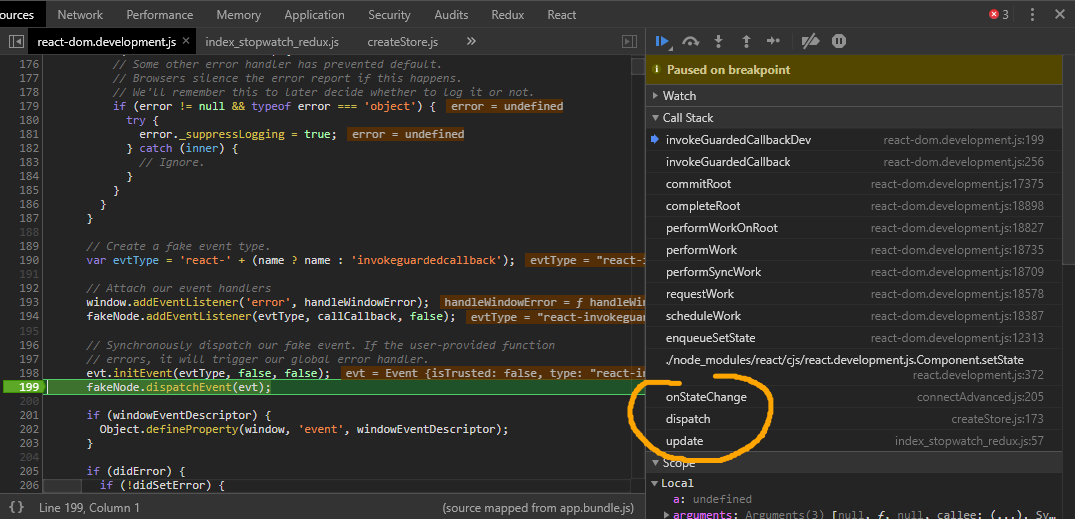 ources Network Performance Memory Application Security Audits Redux React 3
react-dom.development.js × index_stopwatch_redux.js createStore.js »
176 // Some other error handler has prevented default.
177 // Browsers silence the error report if this happens.
178 // We'll remember this to later decide whether to log it or not.
179 if (error != null && typeof error === 'object') { error = undefined
180 try {
181 error._suppressLogging = true; error = undefined
182 } catch (inner) {
183 // Ignore.
184 }
185 }
186 }
187 }
188
189 // Create a fake event type.
190 var evtType = 'react-' + (name ? name : 'invokeguardedcallback'); evtType = "react-i
191
192 // Attach our event handlers
193 window.addEventListener('error', handleWindowError); handleWindowError = ƒ handleWin
194 fakeNode.addEventListener(evtType, callCallback, false); evtType = "react-invokeguar
195
196 // Synchronously dispatch our fake event. If the user-provided function
197 // errors, it will trigger our global error handler.
198 evt.initEvent(evtType, false, false); evt = Event {isTrusted: false, type: "react-in
199 fakeNode.dispatchEvent(evt);
200
201 if (windowEventDescriptor) {
202 Object.defineProperty(window, 'event', windowEventDescriptor);
203 }
204
205 if (didError) {
206 if (!didSetError) {
{} Line 199, Column 1 (source mapped from app.bundle.js)
Paused on breakpoint
Watch
Call Stack
invokeGuardedCallbackDev react-dom.development.js:199
invokeGuardedCallback react-dom.development.js:256
commitRoot react-dom.development.js:17375
completeRoot react-dom.development.js:18898
performWorkOnRoot react-dom.development.js:18827
performWork react-dom.development.js:18735
performSyncWork react-dom.development.js:18709
requestWork react-dom.development.js:18578
scheduleWork react-dom.development.js:18387
enqueueSetState react-dom.development.js:12313
./node_modules/react/cjs/react.development.js.Component.setState
react.development.js:372
onStateChange connectAdvanced.js:205
dispatch createStore.js:173
update index_stopwatch_redux.js:57
Scope
Local
a: undefined
arguments: Arguments(3) [null, ƒ, null, callee: (...), Sy